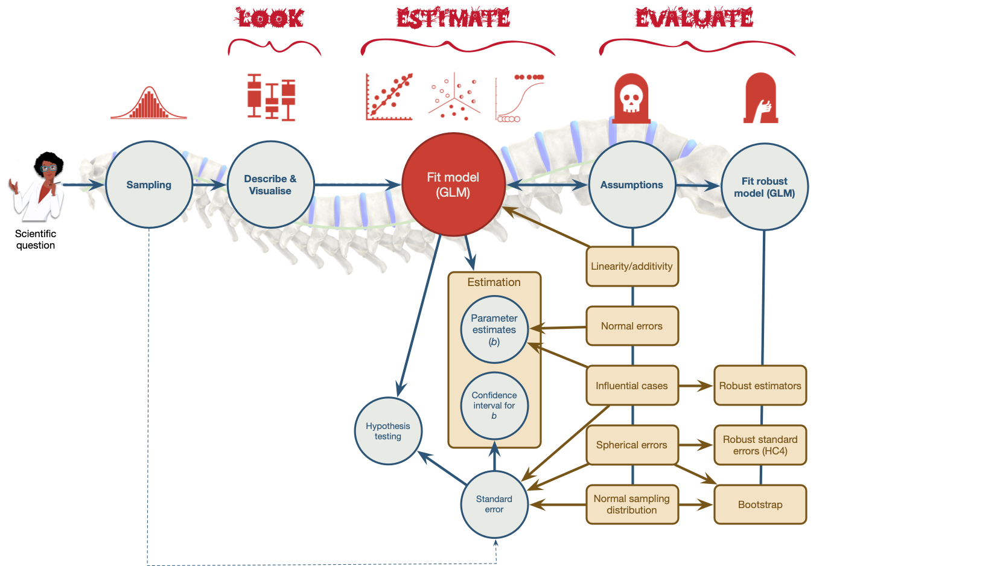 LOOK
ESTIMATE
EVALUATE
Scientific
question
Sampling
Describe &
Visualise
Fit model
(GLM)
Assumptions
Fit robust
model (GLM)
Linearity/additivity
Estimation
Parameter
estimates
(b)
Normal errors
Confidence
interval for
b
Influential cases
Robust estimators
Hypothesis
testing
Spherical errors
Robust standard
errors (HC4)
Standard
error
Normal sampling
distribution
Bootstrap